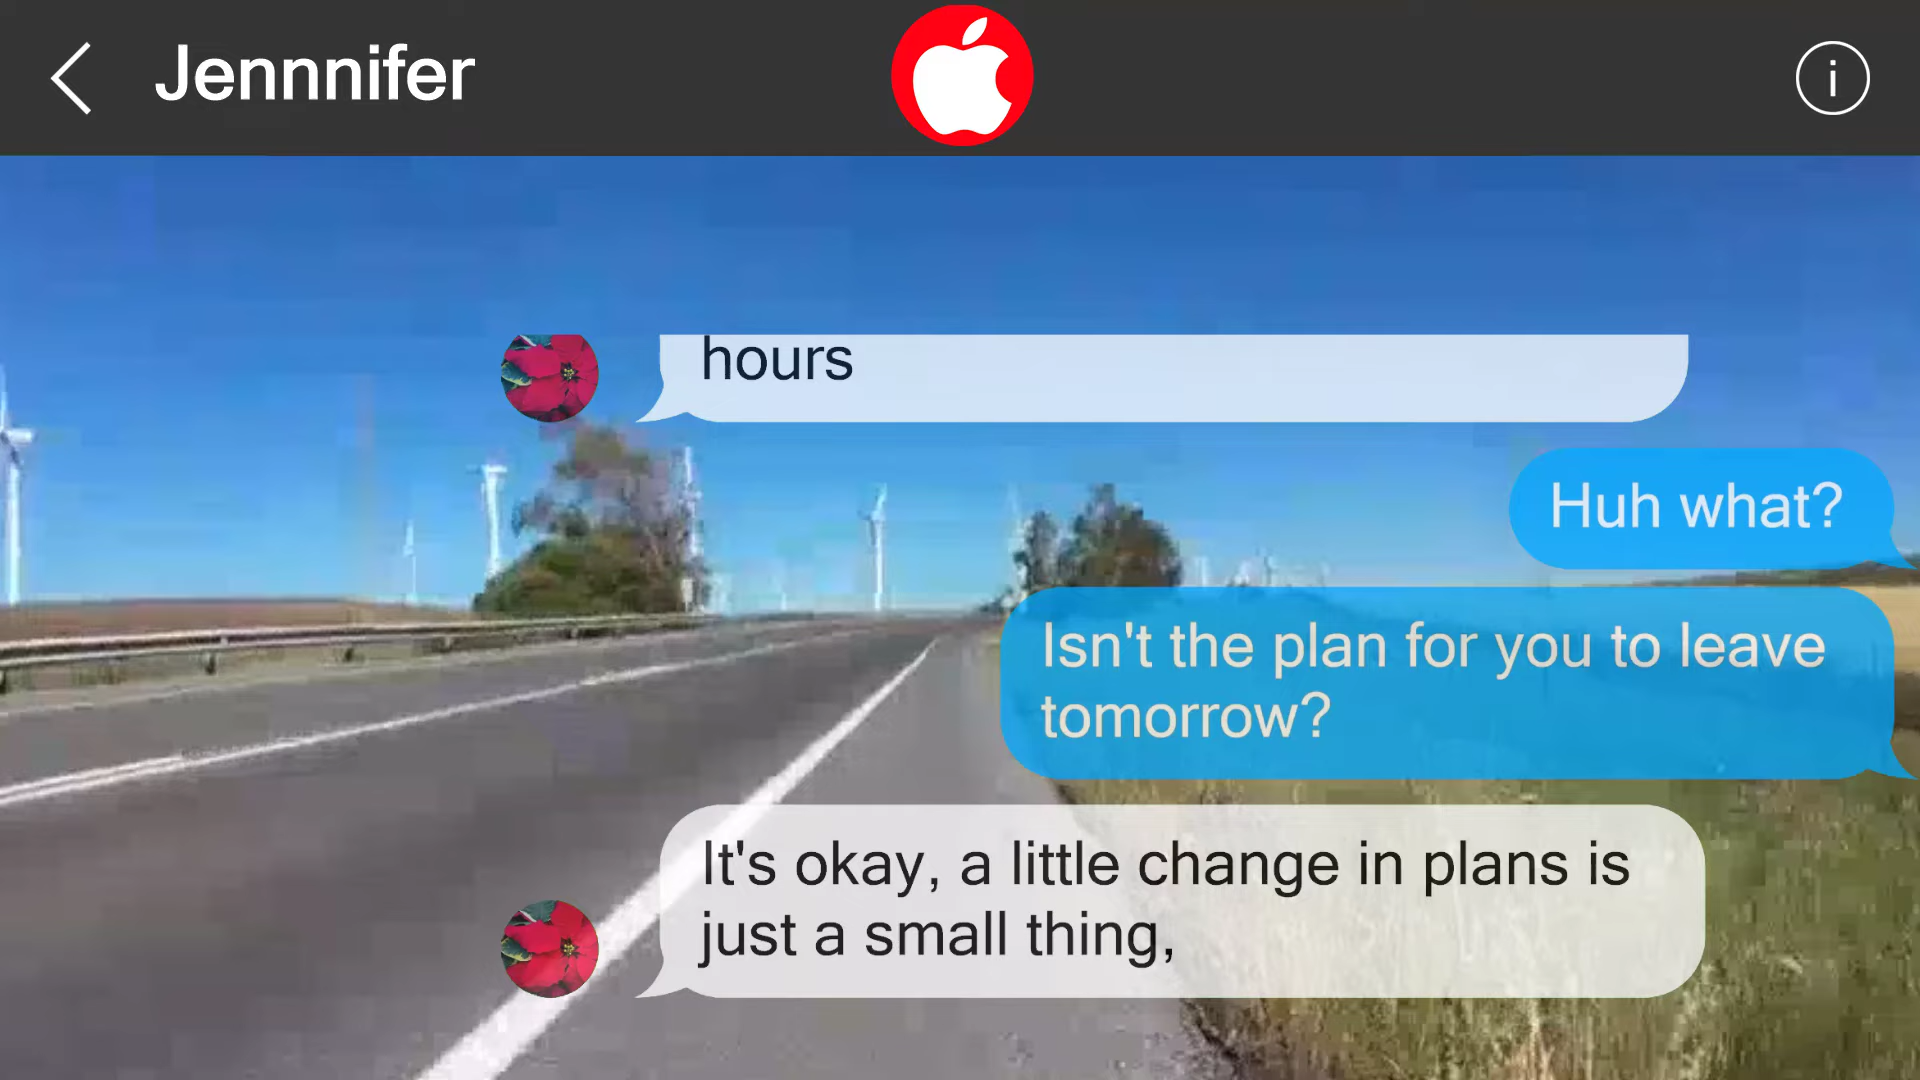 Jennnifer
i
hours
Huh what?
Isn't the plan for you to leave
tomorrow?
It's okay, a little change in plans is
just a small thing,